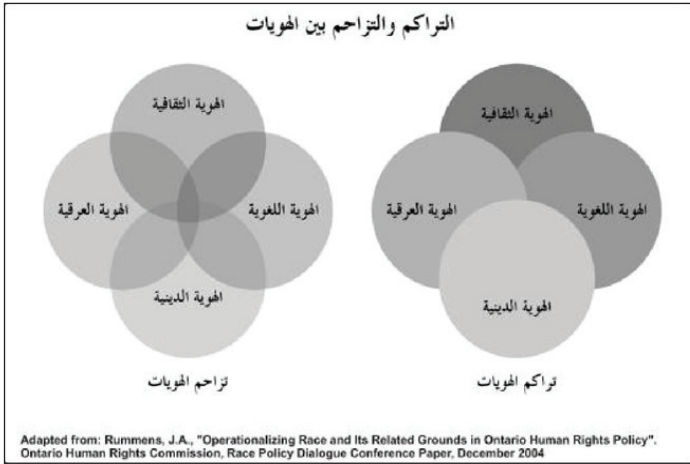 التراكم والتزاحم بين الهويات
الهوية الثقافية
الهوية العرقية
الهوية اللغوية
الهوية الدينية
تراكم الهويات
الهوية الثقافية
الهوية العرقية
الهوية اللغوية
الهوية الدينية
تزاحم الهويات
Adapted from: Rummens, J.A., "Operationalizing Race and Its Related Grounds in Ontario Human Rights Policy".
Ontario Human Rights Commission, Race Policy Dialogue Conference Paper, December 2004